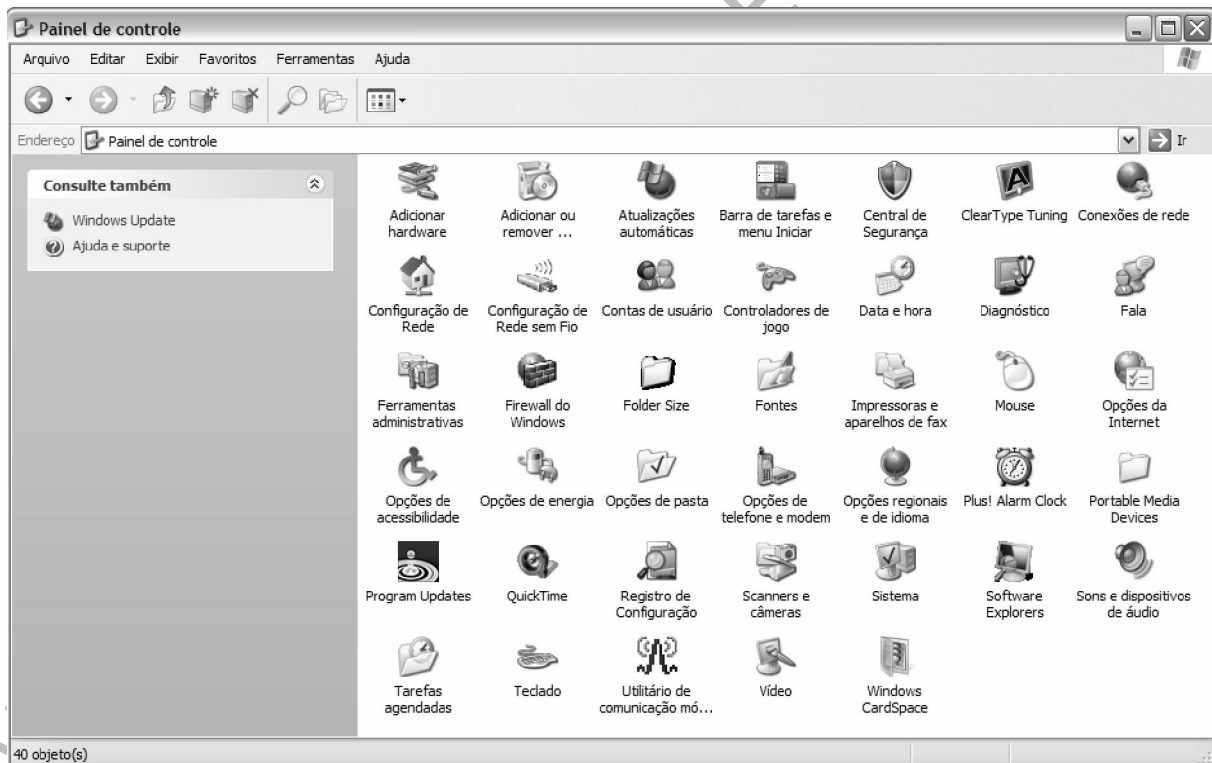 Painel de controle
Arquivo Editar Exibir Favoritos Ferramentas Ajuda
Endereço Painel de controle Ir
Consulte também
Windows Update
Ajuda e suporte
Adicionar hardware
Adicionar ou remover ...
Atualizações automáticas
Barra de tarefas e menu Iniciar
Central de Segurança
ClearType Tuning
Conexões de rede
Configuração de Rede
Configuração de Rede sem Fio
Contas de usuário
Controladores de jogo
Data e hora
Diagnóstico
Fala
Ferramentas administrativas
Firewall do Windows
Folder Size
Fontes
Impressoras e aparelhos de fax
Mouse
Opções da Internet
Opções de acessibilidade
Opções de energia
Opções de pasta
Opções de telefone e modem
Opções regionais e de idioma
Plus! Alarm Clock
Portable Media Devices
Program Updates
QuickTime
Registro de Configuração
Scanners e câmeras
Sistema
Software Explorers
Sons e dispositivos de áudio
Tarefas agendadas
Teclado
Utilitário de comunicação mó...
Vídeo
Windows CardSpace
40 objeto(s)